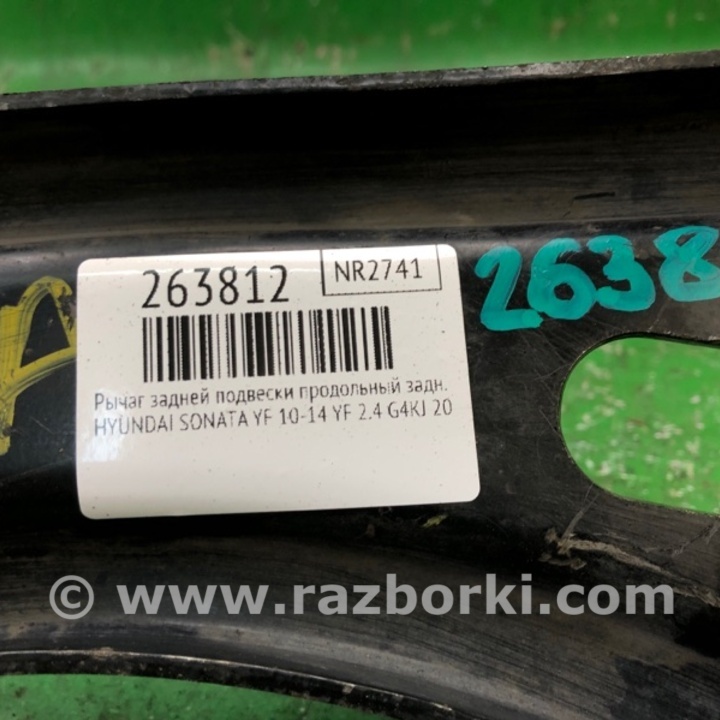 263812
NR2741
Рычаг задней подвески продольный задн.
HYUNDAI SONATA YF 10-14 YF 2.4 G4KJ 20
2638
© www.razborki.com